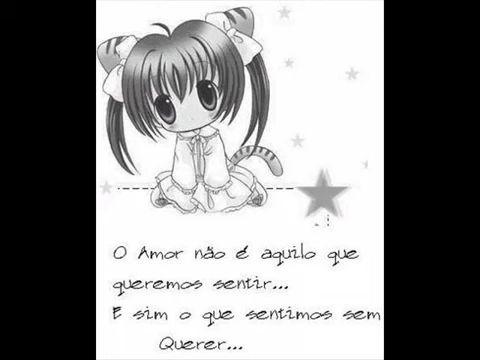 O Amor não é aquilo que
queremos sentir...
E sim o que sentimos sem
Querer...